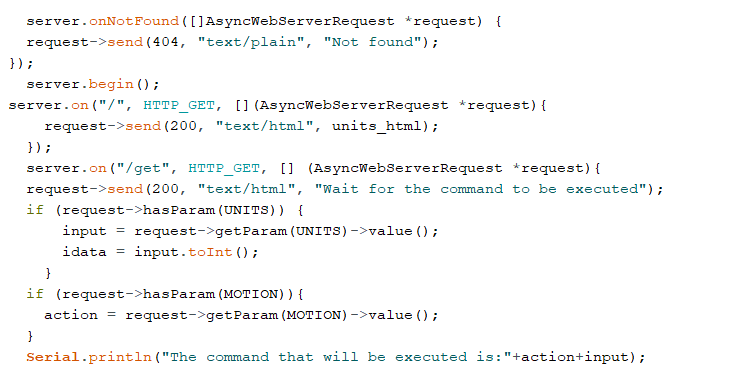 server.onNotFound([]AsyncWebServerRequest *request) {
request->send(404, "text/plain", "Not found");
});
server.begin();
server.on("/", HTTP_GET, [](AsyncWebServerRequest *request){
request->send(200, "text/html", units_html);
});
server.on("/get", HTTP_GET, [] (AsyncWebServerRequest *request){
request->send(200, "text/html", "Wait for the command to be executed");
if (request->hasParam(UNITS)) {
input = request->getParam(UNITS)->value();
idata = input.toInt();
}
if (request->hasParam(MOTION)){
action = request->getParam(MOTION)->value();
}
Serial.println("The command that will be executed is:"+action+input);